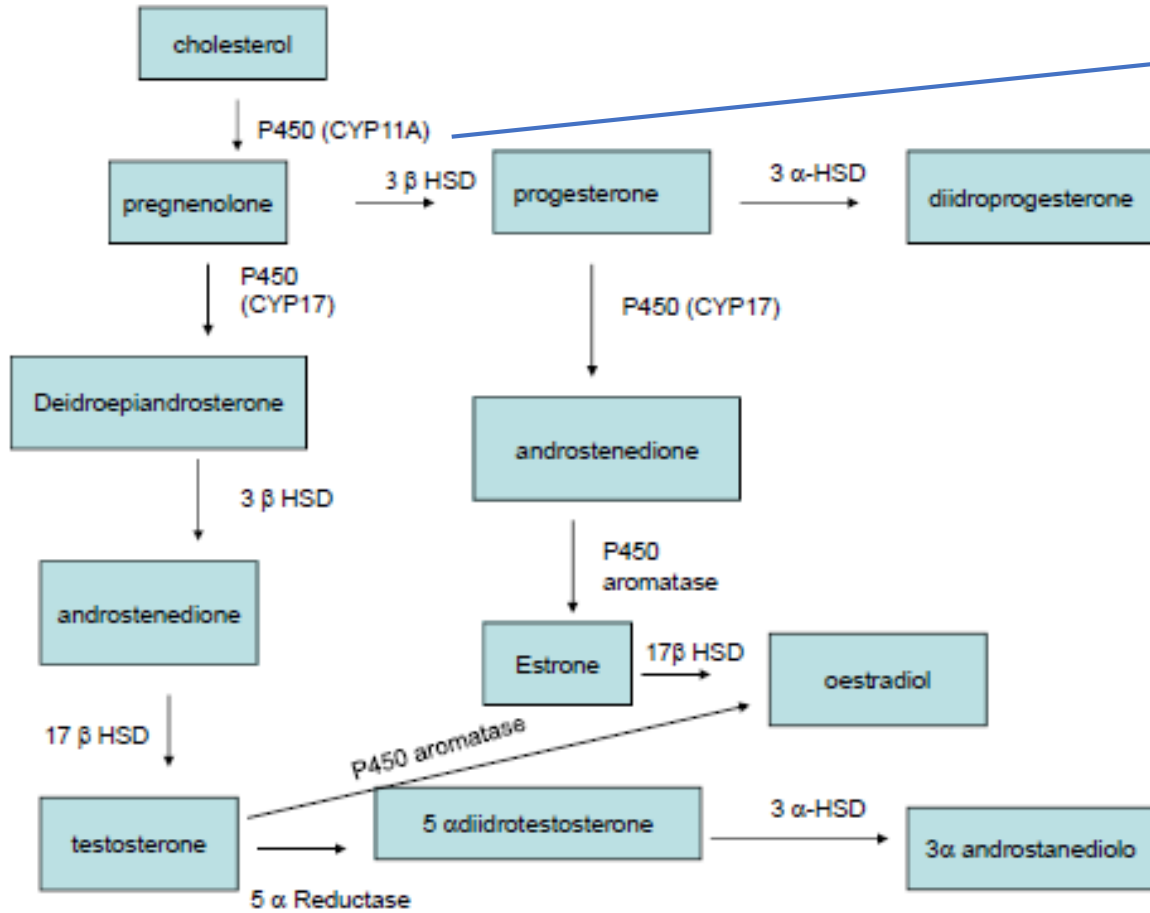 cholesterol
P450 (CYP11A)
pregnenolone
3 β HSD
progesterone
3 α-HSD
diidroprogesterone
P450
(CYP17)
P450 (CYP17)
Deidroepiandrosterone
androstenedione
3 β HSD
P450
aromatase
androstenedione
Estrone
17β HSD
oestradiol
17 β HSD
P450 aromatase
testosterone
5 α Reductase
5 αdiidrotestosterone
3 α-HSD
3α androstanediolo